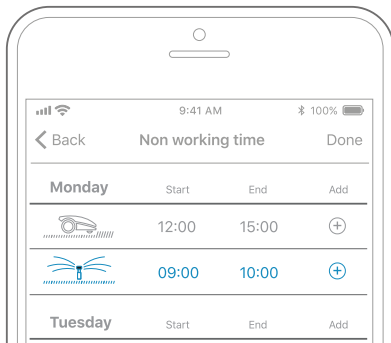 9:41 AM 100%
Back Non working time Done
Monday Start End Add
12:00 15:00
09:00 10:00
Tuesday Start End Add